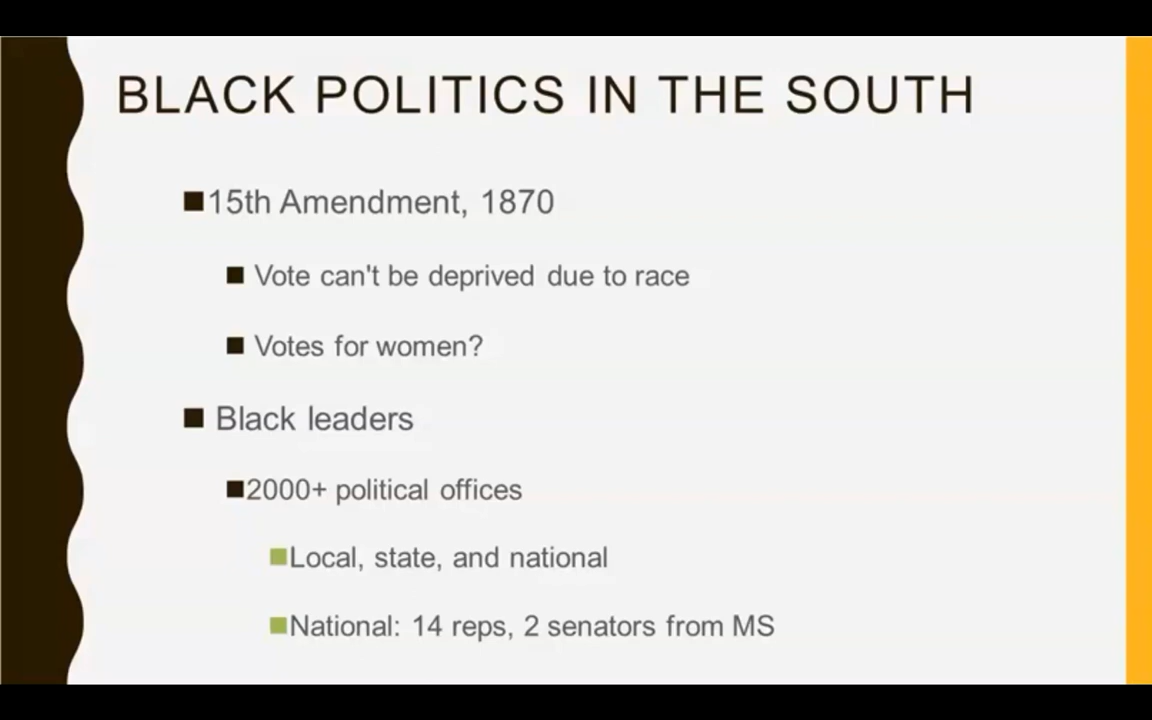 BLACK POLITICS IN THE SOUTH
15th Amendment, 1870
Vote can't be deprived due to race
Votes for women?
Black leaders
2000+ political offices
Local, state, and national
National: 14 reps, 2 senators from MS